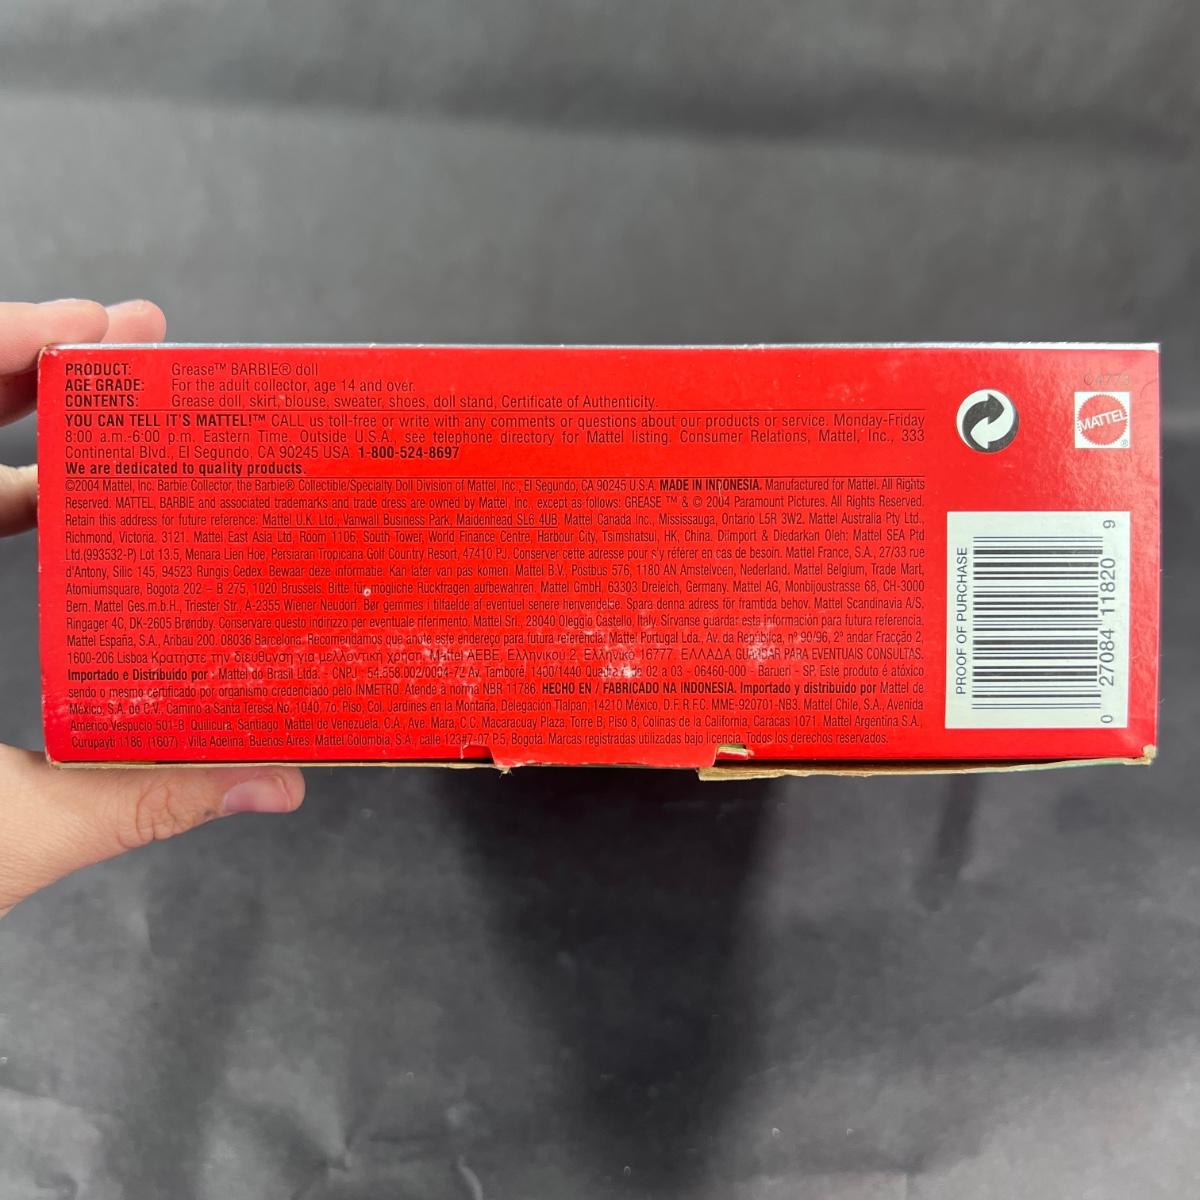 PRODUCT: Grease™ BARBIE® doll
AGE GRADE: For the adult collector, age 14 and over.
CONTENTS: Grease doll, skirt, blouse, sweater, shoes, doll stand, Certificate of Authenticity.
YOU CAN TELL IT'S MATTEL!™ CALL us toll-free or write with any comments or questions about our products or service. Monday-Friday
8:00 a.m.-6:00 p.m. Eastern Time. Outside U.S.A., see telephone directory for Mattel listing. Consumer Relations, Mattel, Inc., 333
Continental Blvd., El Segundo, CA 90245 USA. 1-800-524-8697
We are dedicated to quality products.
©2004 Mattel, Inc. Barbie Collector, the Barbie® Collectible/Specialty Doll Division of Mattel, Inc., El Segundo, CA 90245 U.S.A. MADE IN INDONESIA. Manufactured for Mattel. All Rights
Reserved. MATTEL, BARBIE and associated trademarks and trade dress are owned by Mattel, Inc., except as follows: GREASE ™ & © 2004 Paramount Pictures. All Rights Reserved.
Retain this address for future reference: Mattel U.K. Ltd., Vanwall Business Park, Maidenhead SL6 4UB. Mattel Canada Inc., Mississauga, Ontario L5R 3W2. Mattel Australia Pty Ltd.,
Richmond, Victoria. 3121. Mattel East Asia Ltd. Room 1106, South Tower, World Finance Centre, Harbour City, Tsimshatsui, HK, China. Diimport & Diedarkan Oleh: Mattel SEA Ptd
Ltd.(993532-P) Lot 13.5, Menara Lien Hoe, Persiaran Tropicana Golf Country Resort, 47410 PJ. Conserver cette adresse pour s'y référer en cas de besoin. Mattel France, S.A., 27/33 rue
d'Antony, Silic 145, 94523 Rungis Cedex. Bewaar deze informatie. Kan later van pas komen. Mattel B.V., Postbus 576, 1180 AN Amstelveen, Nederland. Mattel Belgium, Trade Mart,
Atomiumsquare, Bogota 202 – B 275, 1020 Brussels. Bitte für mögliche Rückfragen aufbewahren. Mattel GmbH, 63303 Dreieich, Germany. Mattel AG, Monbijoustrasse 68, CH-3000
Bern. Mattel Ges.m.b.H., Triester Str., A-2355 Wiener Neudorf. Bør gemmes i tilfaelde af eventuel senere henvendelse. Spara denna adress för framtida behov. Mattel Scandinavia A/S,
Ringager 4C, DK-2605 Brøndby. Conservare questo indirizzo per eventuale riferimento. Mattel Srl., 28040 Oleggio Castello, Italy. Sírvanse guardar esta información para futura referencia.
Mattel España, S.A., Aribau 200. 08036 Barcelona. Recomendamos que anote este endereço para futura referência: Mattel Portugal Lda., Av. da República, nº 90/96, 2º andar Fracção 2,
1600-206 Lisboa Κρατηστε την διευθυνση για μελλοντικη χρηση. Mattel AEBE, Ελληνικου 2, Ελληνικο 16777, ΕΛΛΑΔΑ GUARDAR PARA EVENTUAIS CONSULTAS.
Importado e Distribuido por : Mattel do Brasil Ltda. - CNPJ : 54.558.002/0004-72 Av. Tamboré, 1400/1440 Quadra 02 a 03 - 06460-000 - Barueri - SP. Este produto é atóxico
sendo o mesmo certificado por organismo credenciado pelo INMETRO. Atende à norma NBR 11786. HECHO EN / FABRICADO NA INDONESIA. Importado y distribuido por Mattel de
México, S.A. de C.V., Camino a Santa Teresa No. 1040, 7o. Piso, Col. Jardines en la Montaña, Delegación Tlalpan, 14210 México, D.F. R.F.C. MME-920701-NB3. Mattel Chile, S.A., Avenida
Américo Vespucio 501-B, Quilicura, Santiago. Mattel de Venezuela, C.A., Ave. Mara, C.C. Macaracuay Plaza, Torre B, Piso 8, Colinas de la California, Caracas 1071. Mattel Argentina S.A.,
Curupaytí 1186 (1607) - Villa Adelina, Buenos Aires. Mattel Colombia, S.A., calle 123#7-07 P.5, Bogotá. Marcas registradas utilizadas bajo licencia. Todos los derechos reservados.
C4773
MATTEL®
PROOF OF PURCHASE
0 27084 11820 9